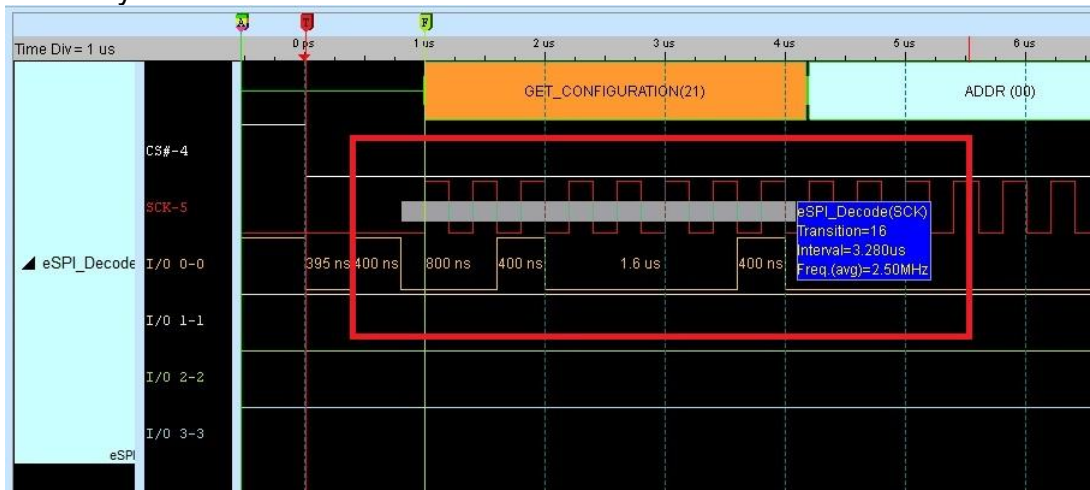 A T F
Time Div = 1 us 0 ps 1 us 2 us 3 us 4 us 5 us 6 us
GET_CONFIGURATION(21) ADDR (00)
CS#-4
SCK-5
eSPI_Decode(SCK)
Transition=16
Interval=3.280us
Freq.(avg)=2.50MHz
eSPI_Decode I/O 0-0 395 ns 400 ns 800 ns 400 ns 1.6 us 400 ns
I/O 1-1
I/O 2-2
I/O 3-3
eSPI